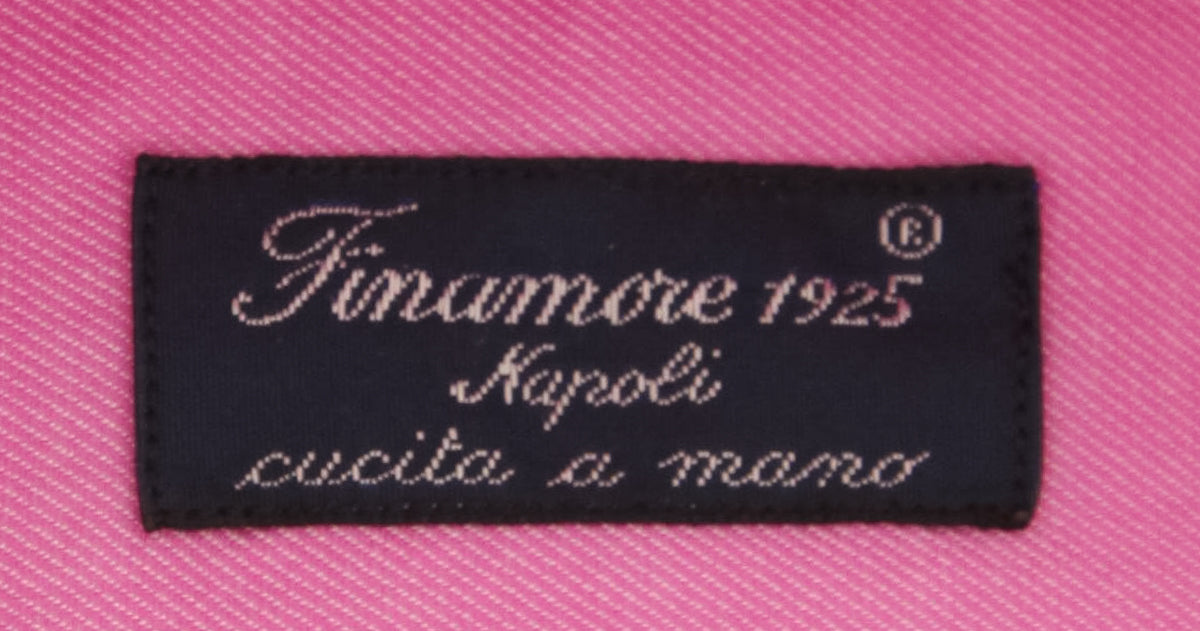 Finamore 1925®
Napoli
cucita a mano